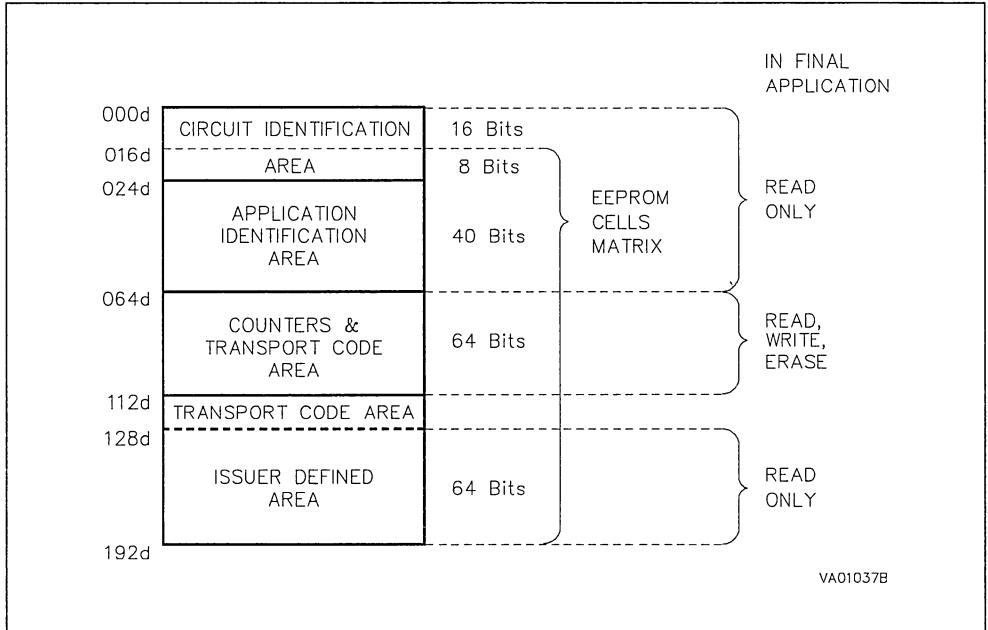 IN FINAL
APPLICATION
000d
CIRCUIT IDENTIFICATION
16 Bits
016d
AREA
8 Bits
024d
APPLICATION
IDENTIFICATION
AREA
40 Bits
EEPROM
CELLS
MATRIX
READ
ONLY
064d
COUNTERS &
TRANSPORT CODE
AREA
64 Bits
READ,
WRITE,
ERASE
112d
TRANSPORT CODE AREA
128d
ISSUER DEFINED
AREA
64 Bits
READ
ONLY
192d
VA01037B